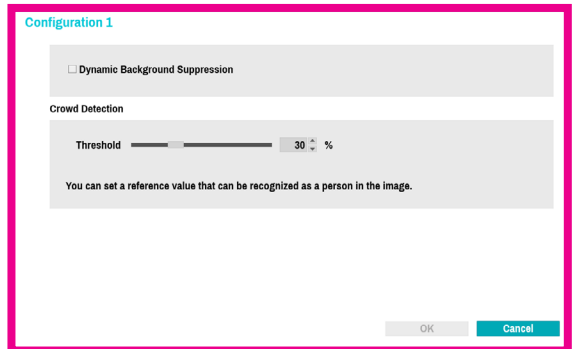 Configuration 1
Dynamic Background Suppression
Crowd Detection
Threshold 30 %
You can set a reference value that can be recognized as a person in the image.
OK Cancel